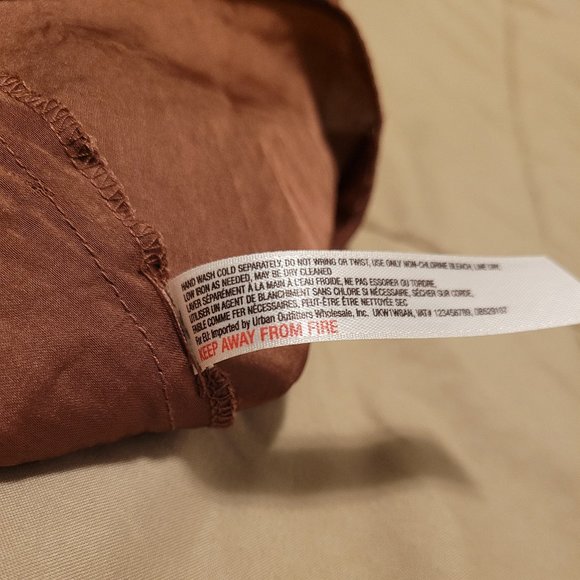 HAND WASH COLD SEPARATELY, DO NOT WRING OR TWIST, USE ONLY NON-CHLORINE BLEACH, LINE DRY,
LOW IRON AS NEEDED, MAY BE DRY CLEANED
LAVER SÉPARÉMENT À LA MAIN À L'EAU FROIDE, NE PAS ESSORER OU TORDRE,
UTILISER UN AGENT DE BLANCHIMENT SANS CHLORE SI NÉCESSAIRE, SÉCHER SUR CORDE,
FAIBLE COMME FER NÉCESSAIRES, PEUT-ÊTRE ÊTRE NETTOYÉE SEC
For EU: Imported by Urban Outfitters Wholesale, Inc. UKW1W9AN, VAT# 123456789,
KEEP AWAY FROM FIRE